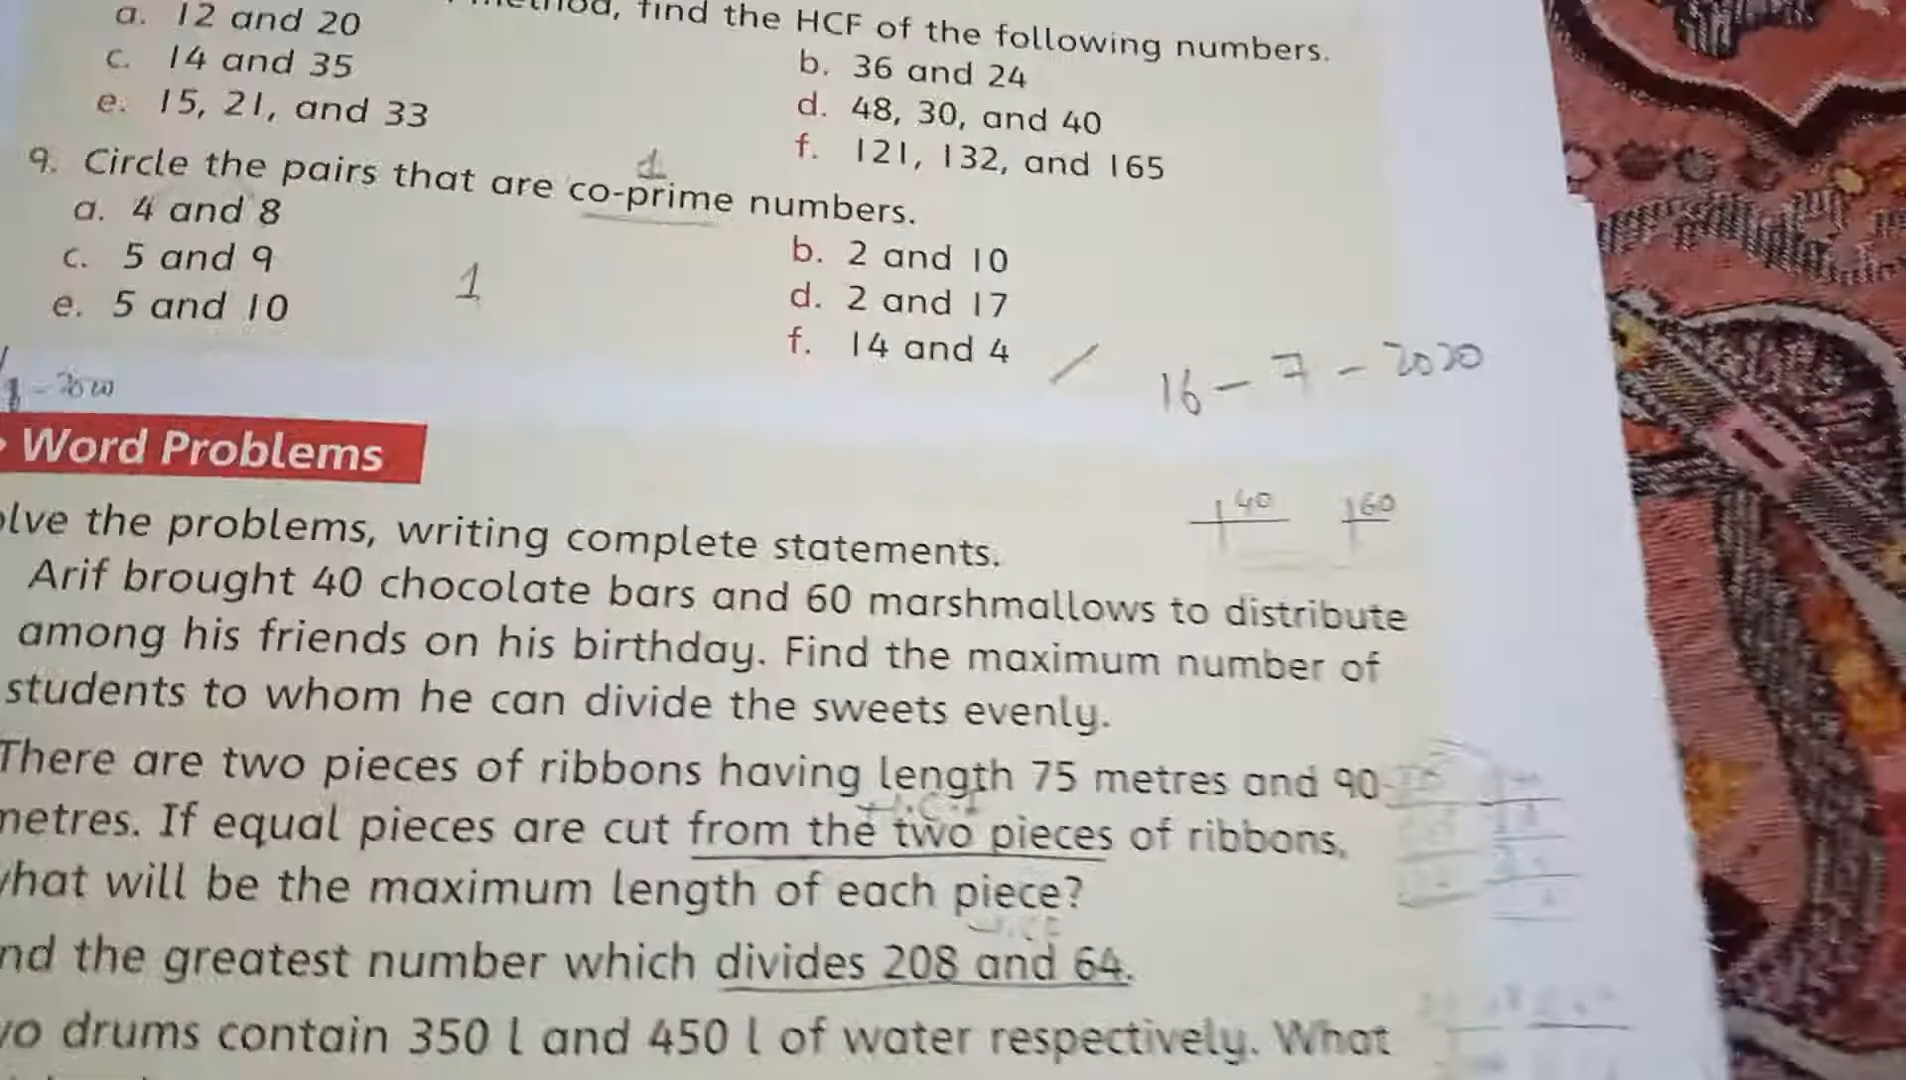 find the HCF of the following numbers.
a. 12 and 20
b. 36 and 24
c. 14 and 35
d. 48, 30, and 40
e. 15, 21, and 33
f. 121, 132, and 165
9. Circle the pairs that are co-prime numbers.
a. 4 and 8
b. 2 and 10
c. 5 and 9
1
d. 2 and 17
e. 5 and 10
f. 14 and 4
16-7-2020
Word Problems
40 60
olve the problems, writing complete statements.
Arif brought 40 chocolate bars and 60 marshmallows to distribute
among his friends on his birthday. Find the maximum number of
students to whom he can divide the sweets evenly.
There are two pieces of ribbons having length 75 metres and 90
metres. If equal pieces are cut from the two pieces of ribbons,
what will be the maximum length of each piece?
nd the greatest number which divides 208 and 64.
wo drums contain 350 l and 450 l of water respectively. What